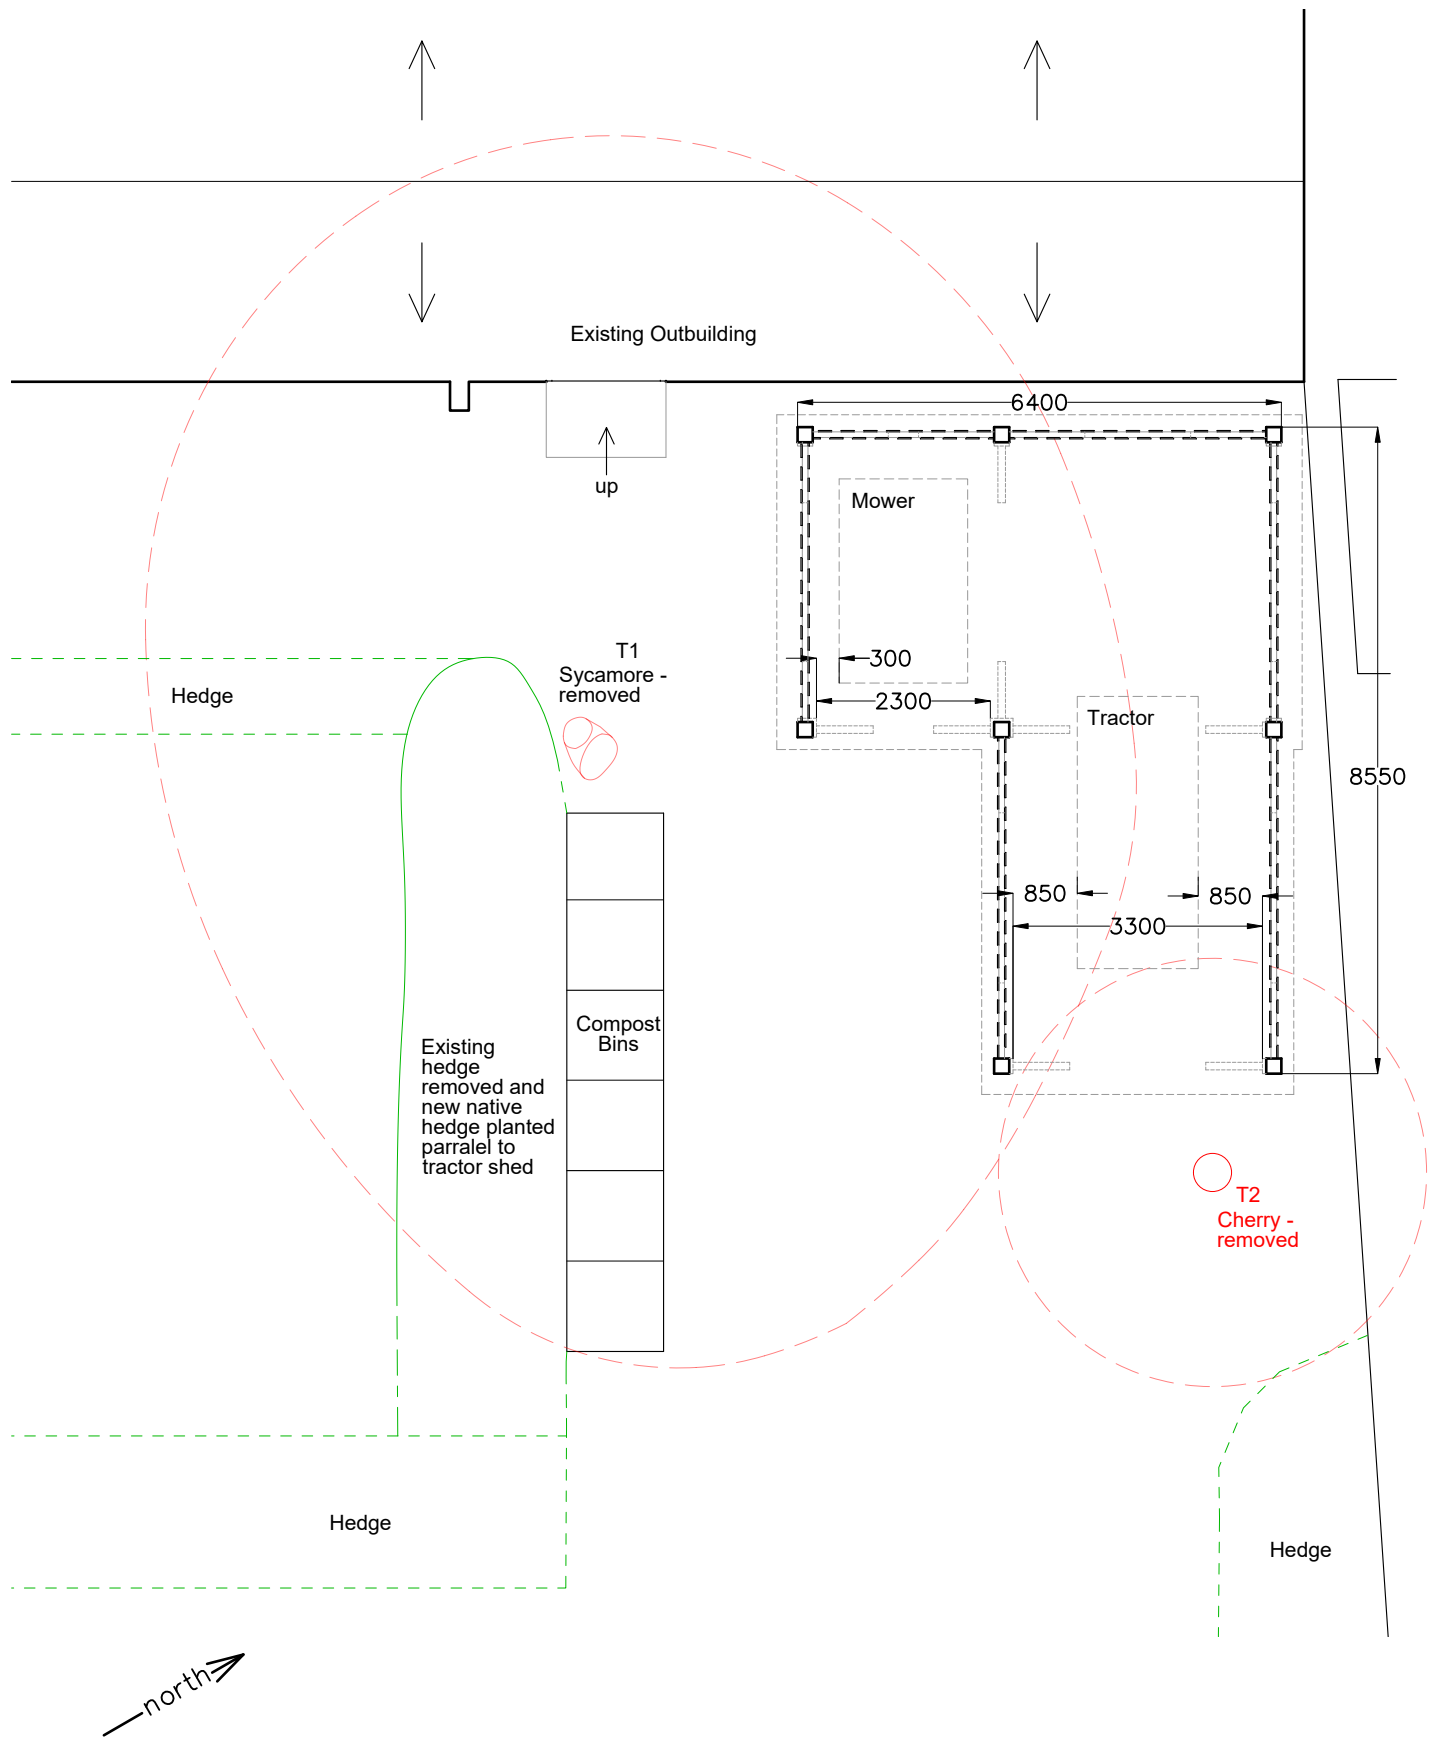 Existing Outbuilding
6400
up
Mower
T1
Sycamore -
removed
300
Hedge
2300
Tractor
8550
850
850
3300
Compost
Bins
Existing
hedge
removed and
new native
hedge planted
parralel to
tractor shed
T2
Cherry -
removed
Hedge
Hedge
north